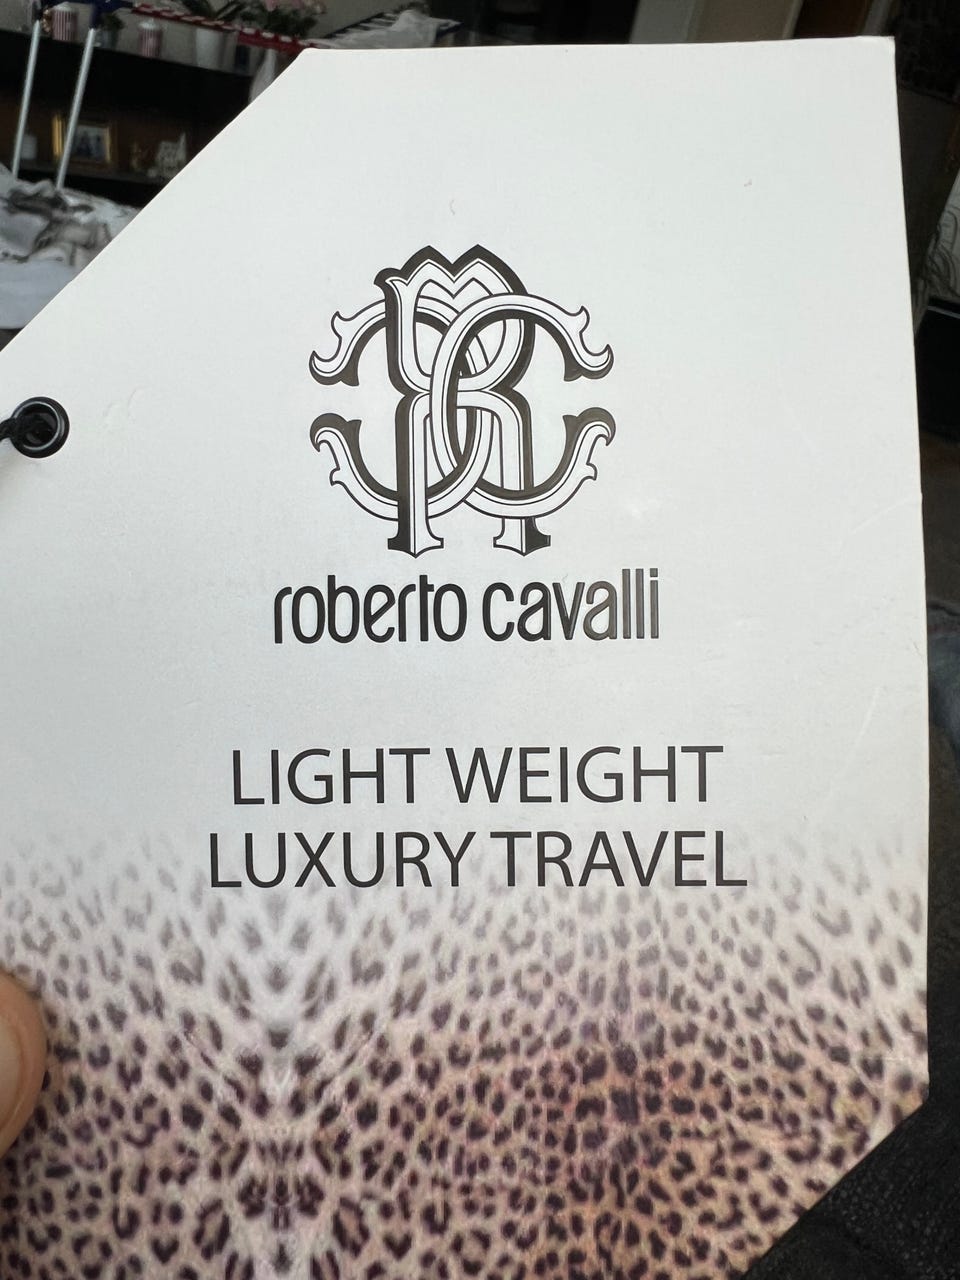 roberto cavalli
LIGHT WEIGHT
LUXURY TRAVEL